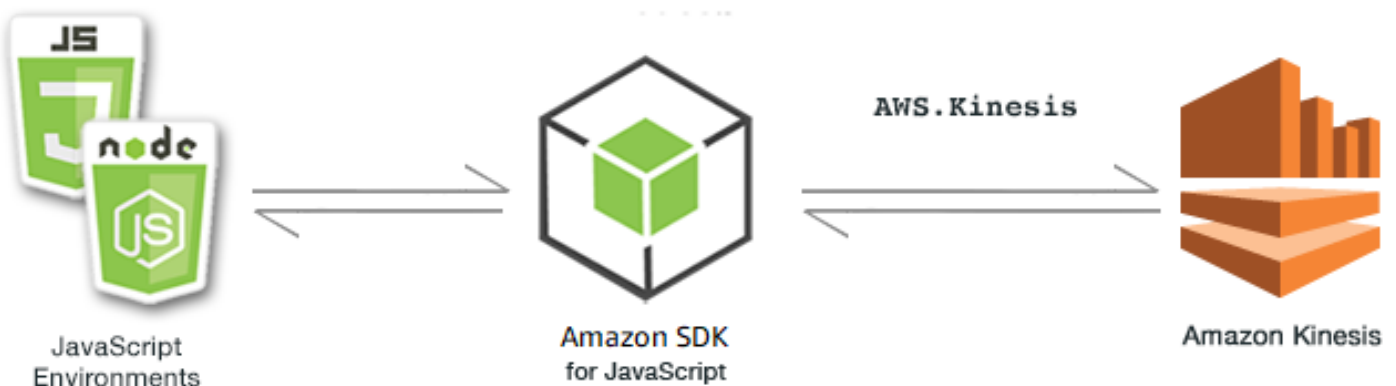 JS
node
JS
JavaScript
Environments
Amazon SDK
for JavaScript
AWS.Kinesis
Amazon Kinesis